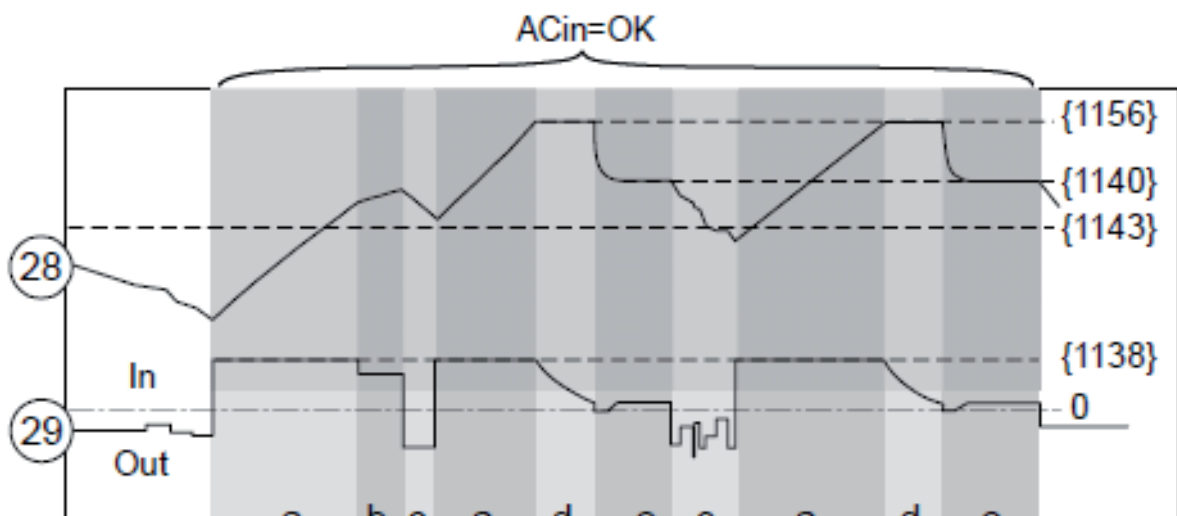 ACin=OK
{1156}
{1140}
{1143}
28
{1138}
In
0
29
Out
d d